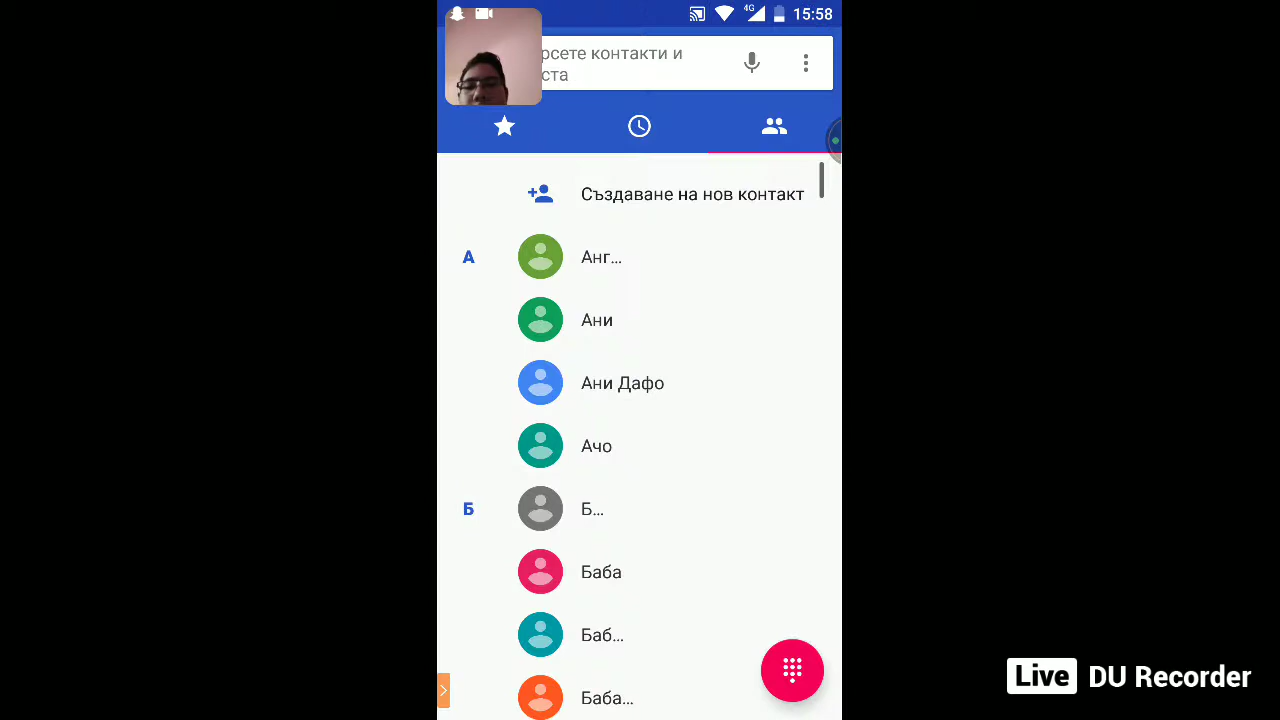 4G
15:58
рсете контакти и
ста
Създаване на нов контакт
А
Анг…
Ани
Ани Дафо
Ачо
Б
Б…
Баба
Баб…
Баба…
Live DU Recorder